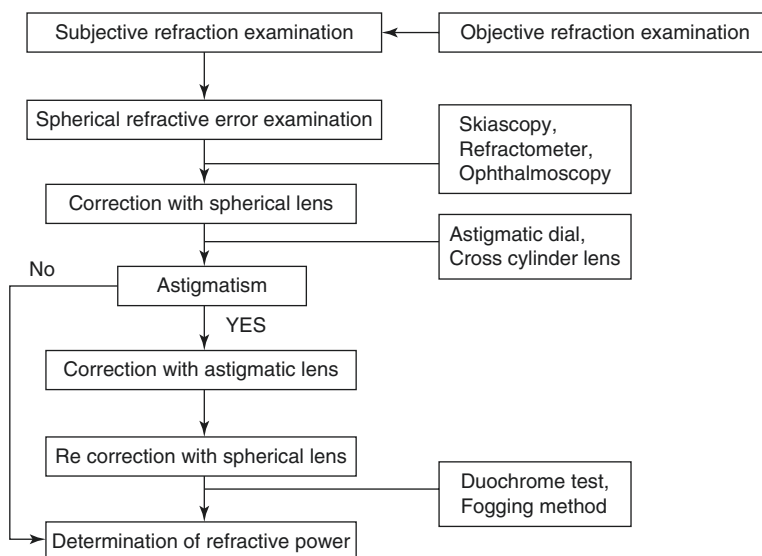 Subjective refraction examination
Objective refraction examination
Spherical refractive error examination
Skiascopy,
Refractometer,
Ophthalmoscopy
Correction with spherical lens
Astigmatic dial,
Cross cylinder lens
No
Astigmatism
YES
Correction with astigmatic lens
Re correction with spherical lens
Duochrome test,
Fogging method
Determination of refractive power